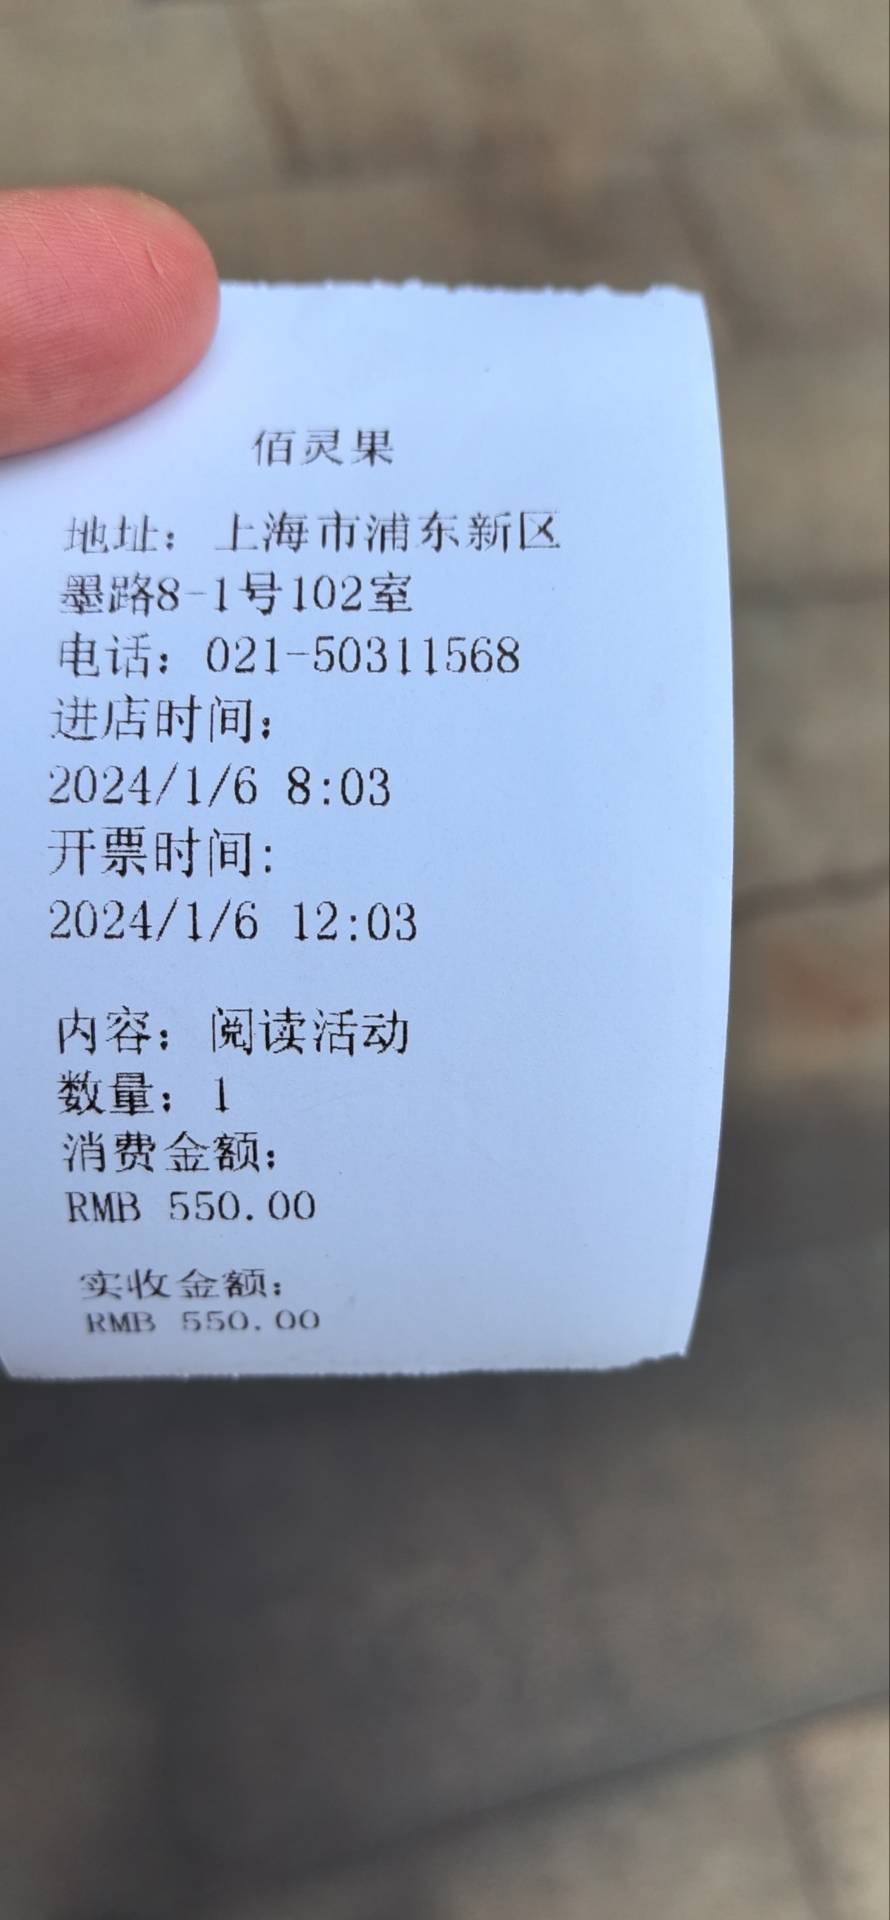 佰灵果
地址：上海市浦东新区
墨路8-1号102室
电话：021-50311568
进店时间：
2024/1/6 8:03
开票时间:
2024/1/6 12:03
内容：阅读活动
数量：1
消费金额：
RMB 550.00
实收金额：
RMB 550.00